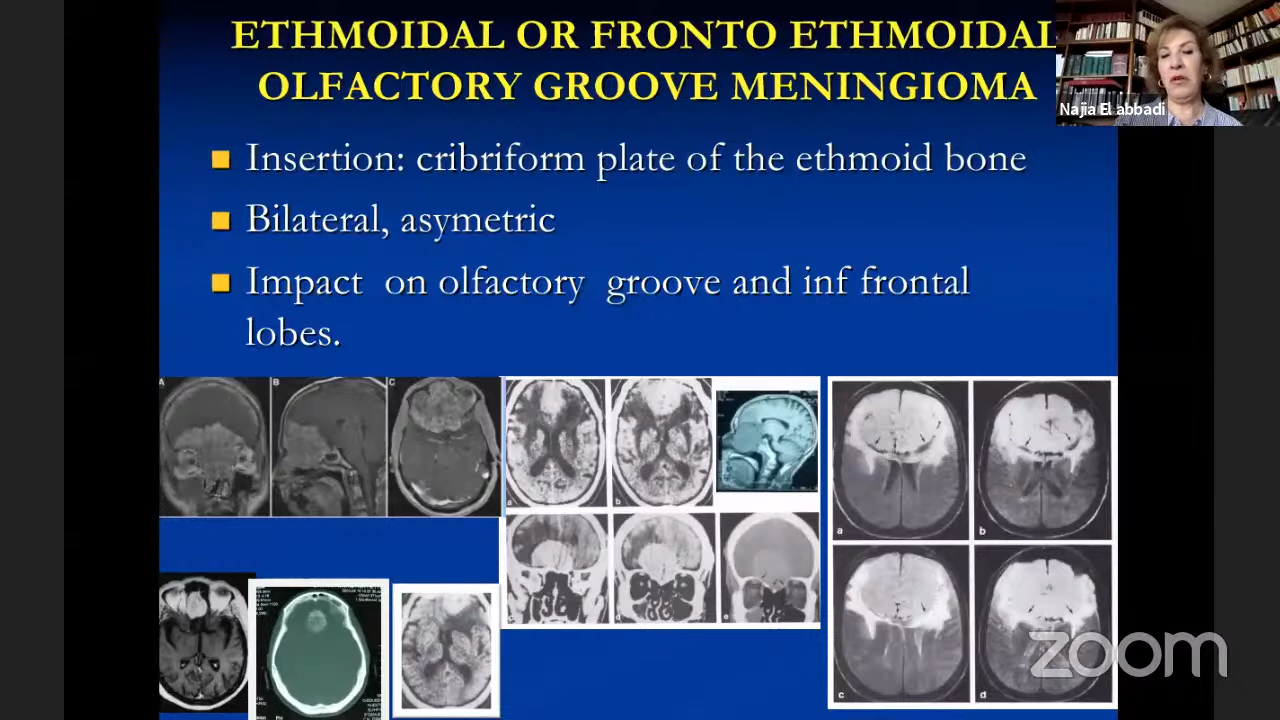 ETHMOIDAL OR FRONTO ETHMOIDAL
OLFACTORY GROOVE MENINGIOMA
Najia El abbadi
Insertion: cribriform plate of the ethmoid bone
Bilateral, asymetric
Impact on olfactory groove and inf frontal
lobes.
A B C
a b
a b
c d
e
zoom